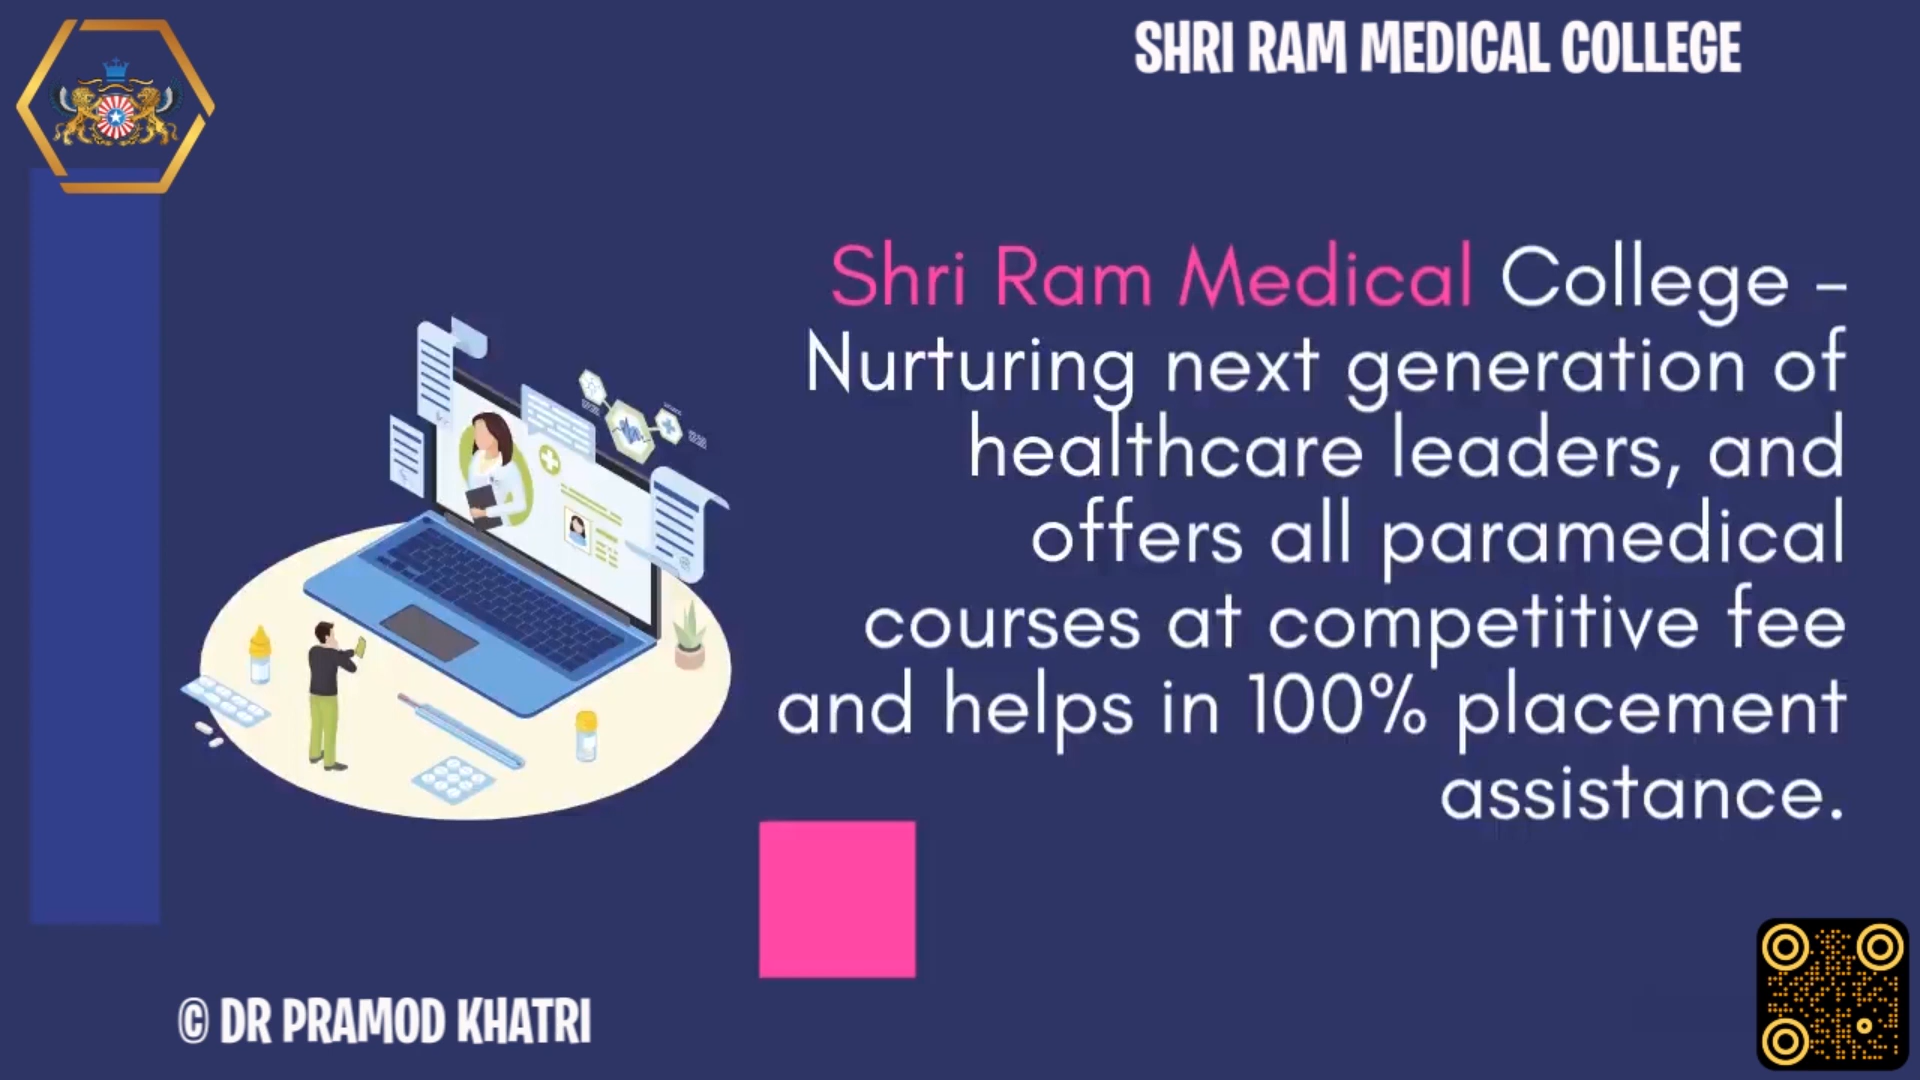 SHRI RAM MEDICAL COLLEGE
Shri Ram Medical College –
Nurturing next generation of
healthcare leaders, and
offers all paramedical
courses at competitive fee
and helps in 100% placement
assistance.
© DR PRAMOD KHATRI